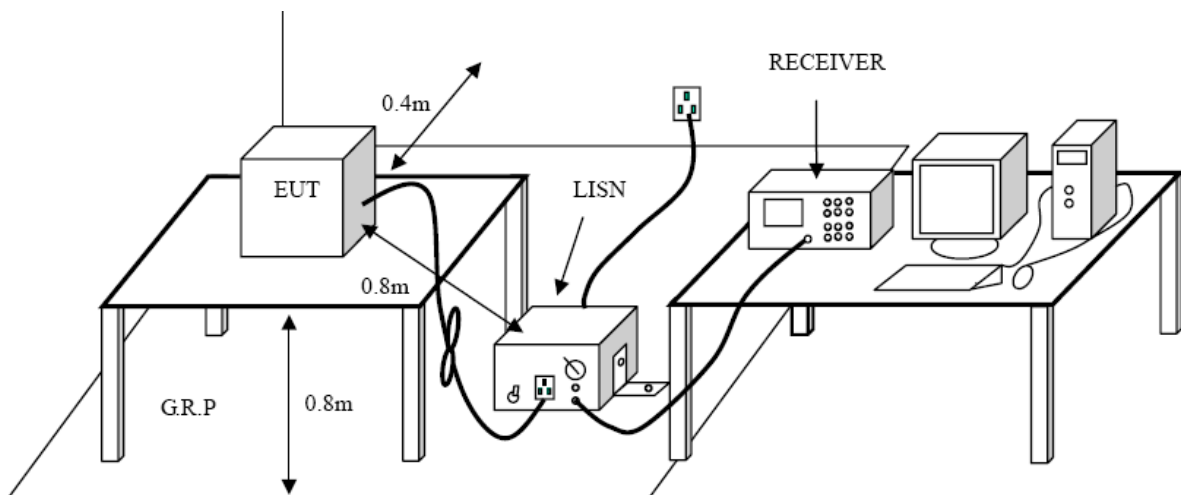 RECEIVER
0.4m
EUT
LISN
0.8m
G.R.P
0.8m